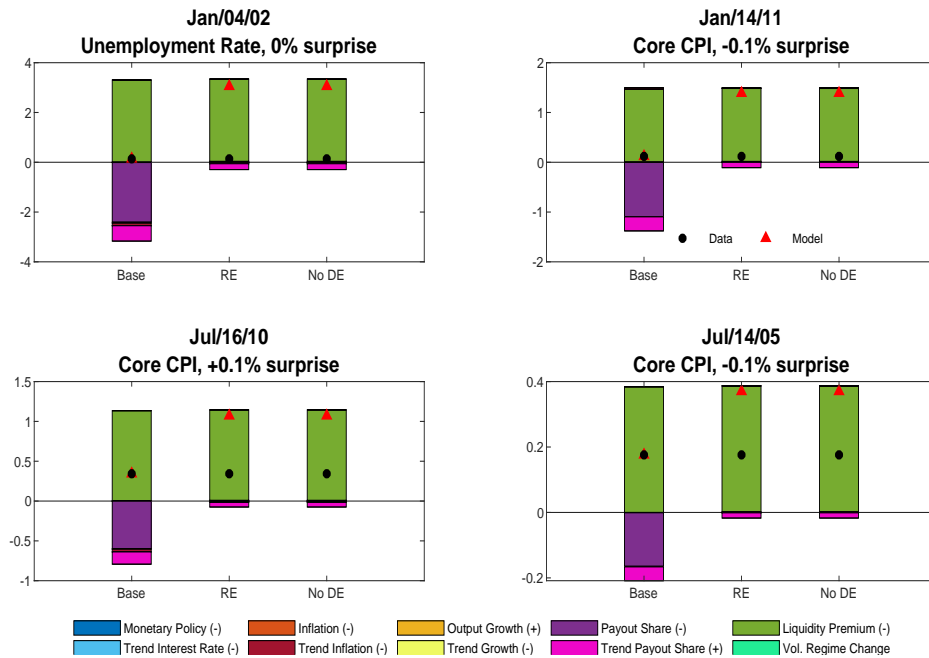 Jan/04/02
Unemployment Rate, 0% surprise
4
2
0
-2
-4
Base RE No DE
Jan/14/11
Core CPI, -0.1% surprise
2
1
0
-1
-2
Data Model
Base RE No DE
Jul/16/10
Core CPI, +0.1% surprise
1.5
1
0.5
0
-0.5
-1
Base RE No DE
Jul/14/05
Core CPI, -0.1% surprise
0.4
0.2
0
-0.2
Base RE No DE
Monetary Policy (-) Inflation (-) Output Growth (+) Payout Share (-) Liquidity Premium (-)
Trend Interest Rate (-) Trend Inflation (-) Trend Growth (-) Trend Payout Share (+) Vol. Regime Change